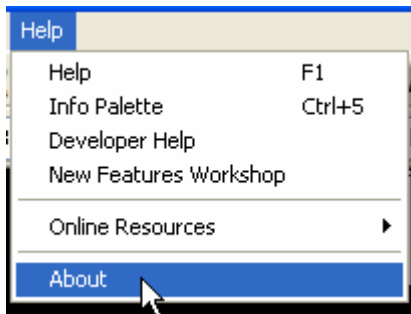 Help
Help F1
Info Palette Ctrl+5
Developer Help
New Features Workshop
Online Resources
About